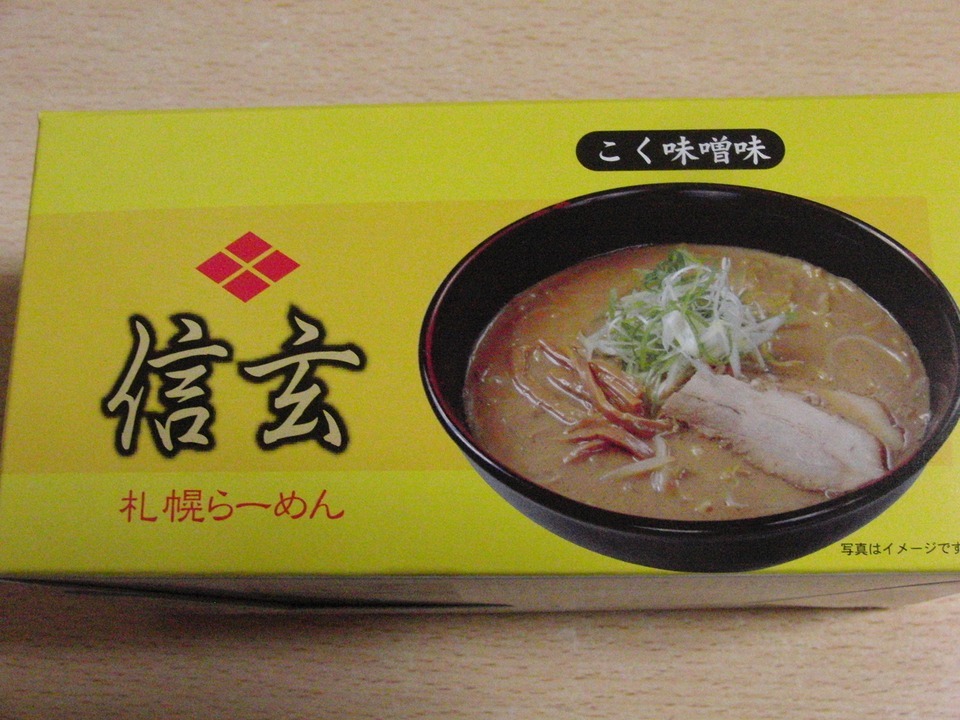 こく味噌味
信玄
札幌らーめん
写真はイメージです